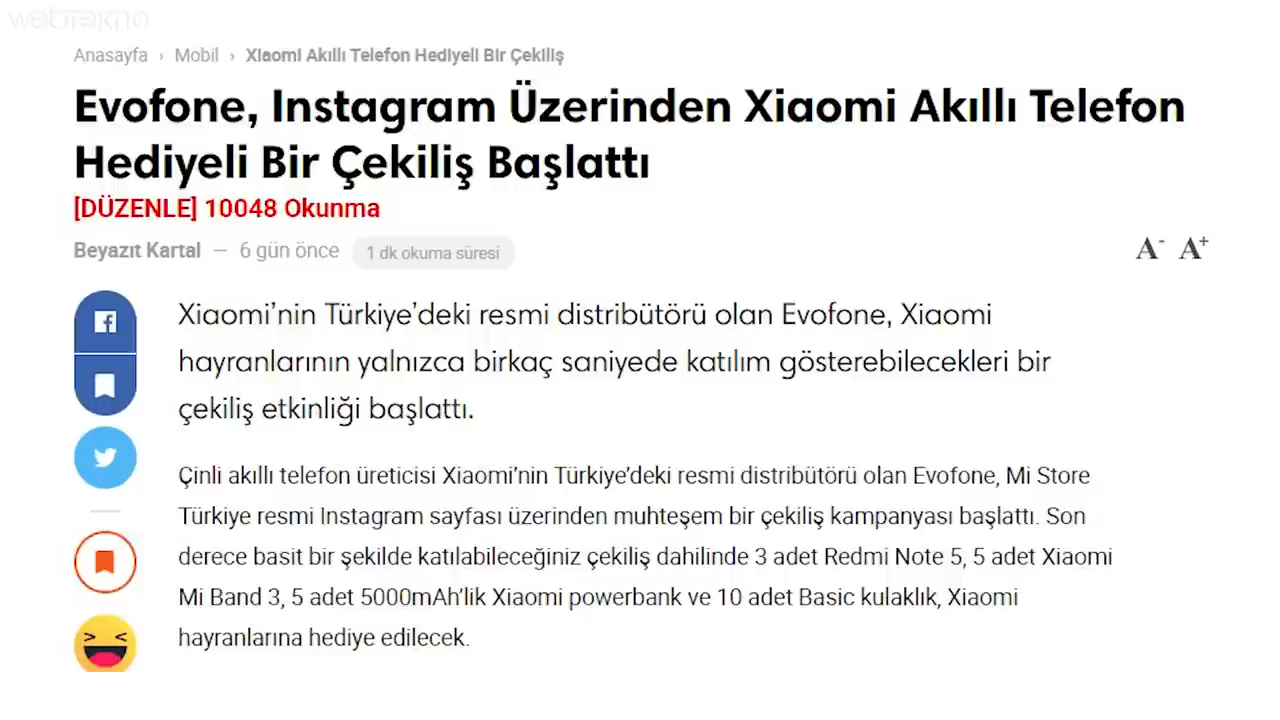 webtekno
Anasayfa › Mobil › Xiaomi Akıllı Telefon Hediyeli Bir Çekiliş
Evofone, Instagram Üzerinden Xiaomi Akıllı Telefon
Hediyeli Bir Çekiliş Başlattı
[DÜZENLE] 10048 Okunma
Beyazıt Kartal — 6 gün önce 1 dk okuma süresi
A- A+
Xiaomi’nin Türkiye’deki resmi distribütörü olan Evofone, Xiaomi
hayranlarının yalnızca birkaç saniyede katılım gösterebilecekleri bir
çekiliş etkinliği başlattı.
Çinli akıllı telefon üreticisi Xiaomi’nin Türkiye’deki resmi distribütörü olan Evofone, Mi Store
Türkiye resmi Instagram sayfası üzerinden muhteşem bir çekiliş kampanyası başlattı. Son
derece basit bir şekilde katılabileceğiniz çekiliş dahilinde 3 adet Redmi Note 5, 5 adet Xiaomi
Mi Band 3, 5 adet 5000mAh’lik Xiaomi powerbank ve 10 adet Basic kulaklık, Xiaomi
hayranlarına hediye edilecek.